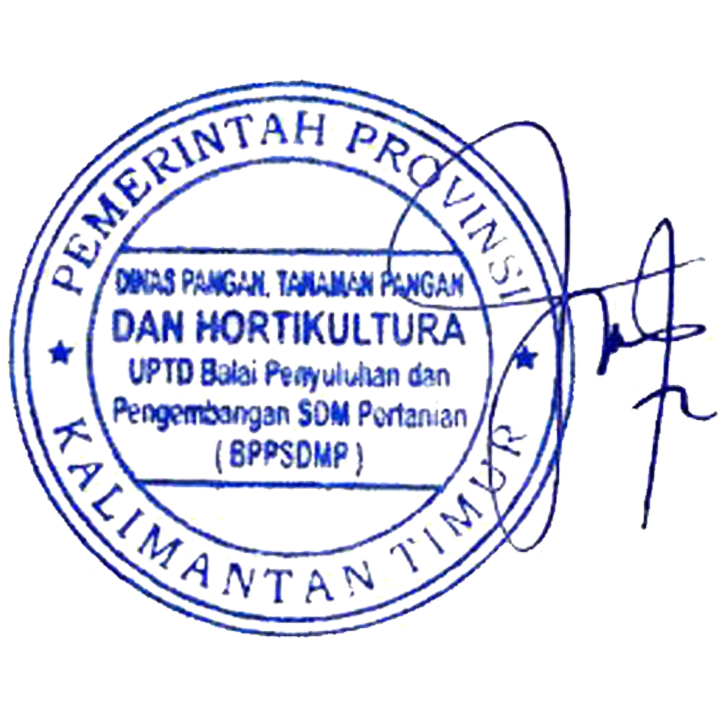 PEMERINTAH PROVINSI
DINAS PANGAN, TANAMAN PANGAN
DAN HORTIKULTURA
UPTD Balai Penyuluhan dan
Pengembangan SDM Pertanian
( BPPSDMP )
KALIMANTAN TIMUR